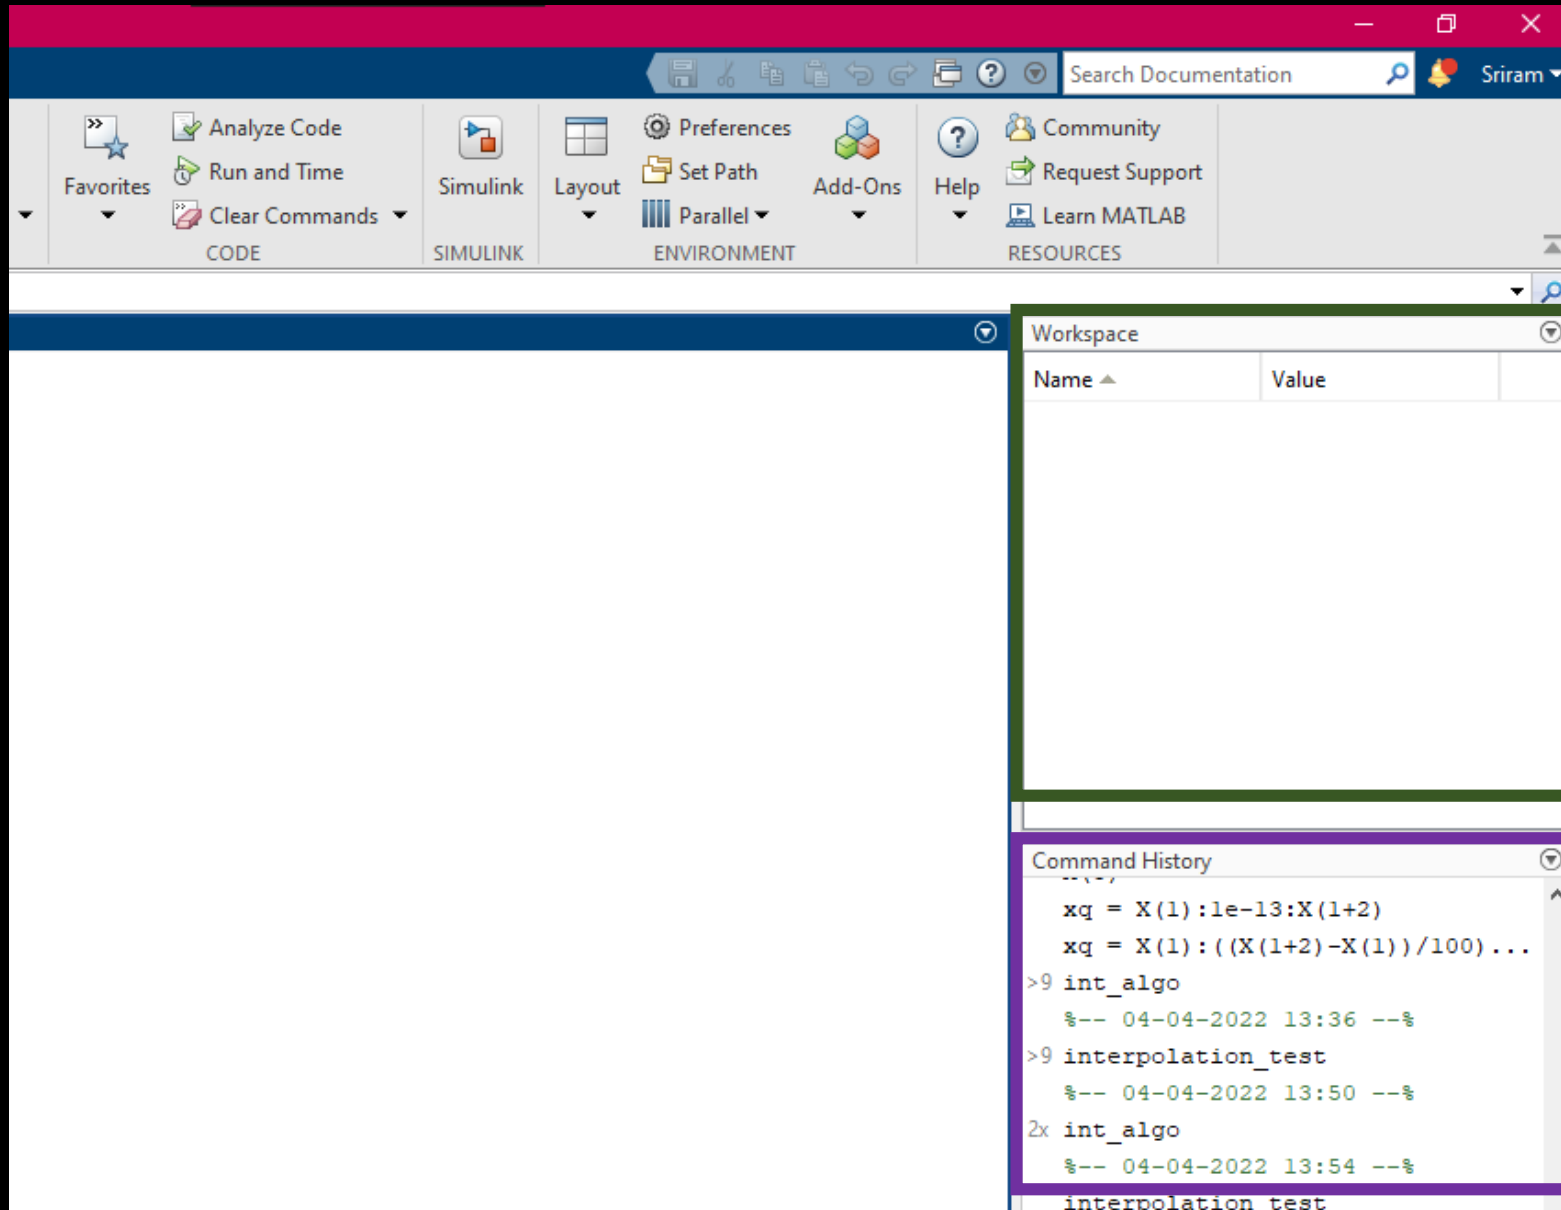 Search Documentation
Sriram
Favorites
Analyze Code
Run and Time
Clear Commands
CODE
Simulink
SIMULINK
Layout
Preferences
Set Path
Parallel
Add-Ons
ENVIRONMENT
Help
Community
Request Support
Learn MATLAB
RESOURCES
Workspace
Name
Value
Command History
xq = X(1):1e-13:X(1+2)
xq = X(1):((X(1+2)-X(1))/100)...
>9 int_algo
%-- 04-04-2022 13:36 --%
>9 interpolation_test
%-- 04-04-2022 13:50 --%
2x int_algo
%-- 04-04-2022 13:54 --%
interpolation_test